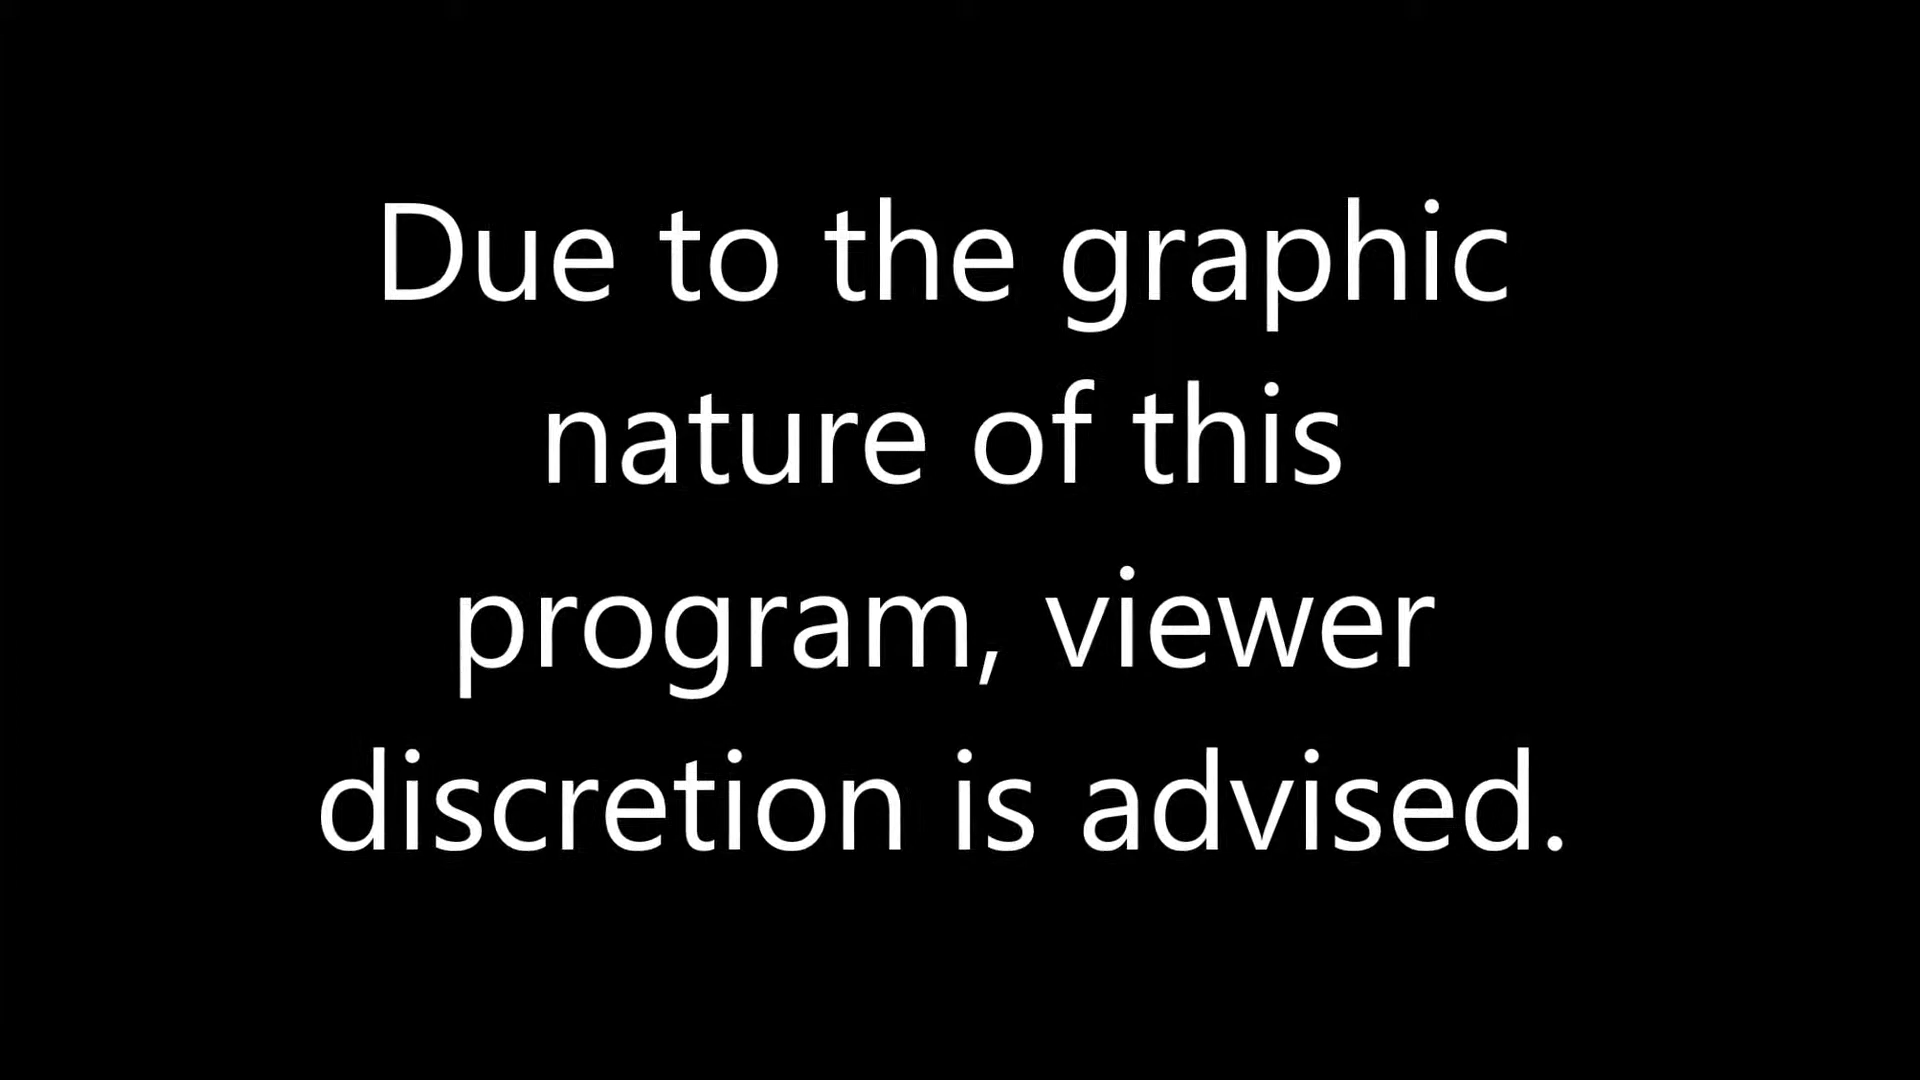 Due to the graphic
nature of this
program, viewer
discretion is advised.